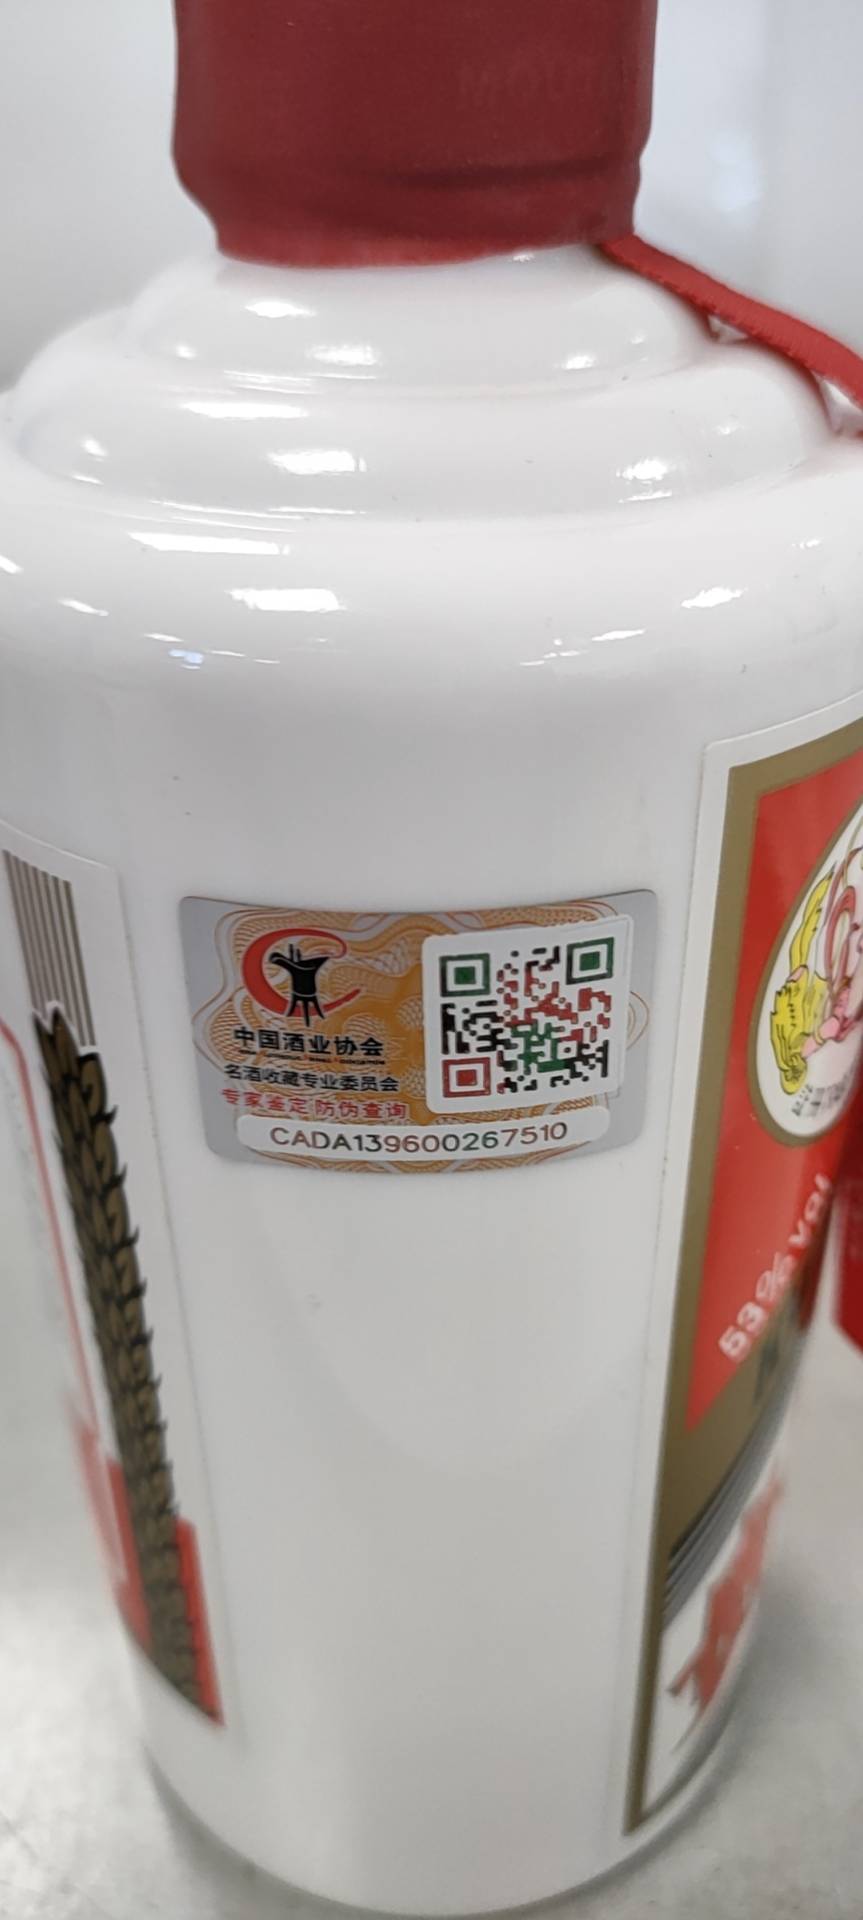 MOUTAI
中国酒业协会
名酒收藏专业委员会
专家鉴定 防伪查询
CADA139600267510
53% vol